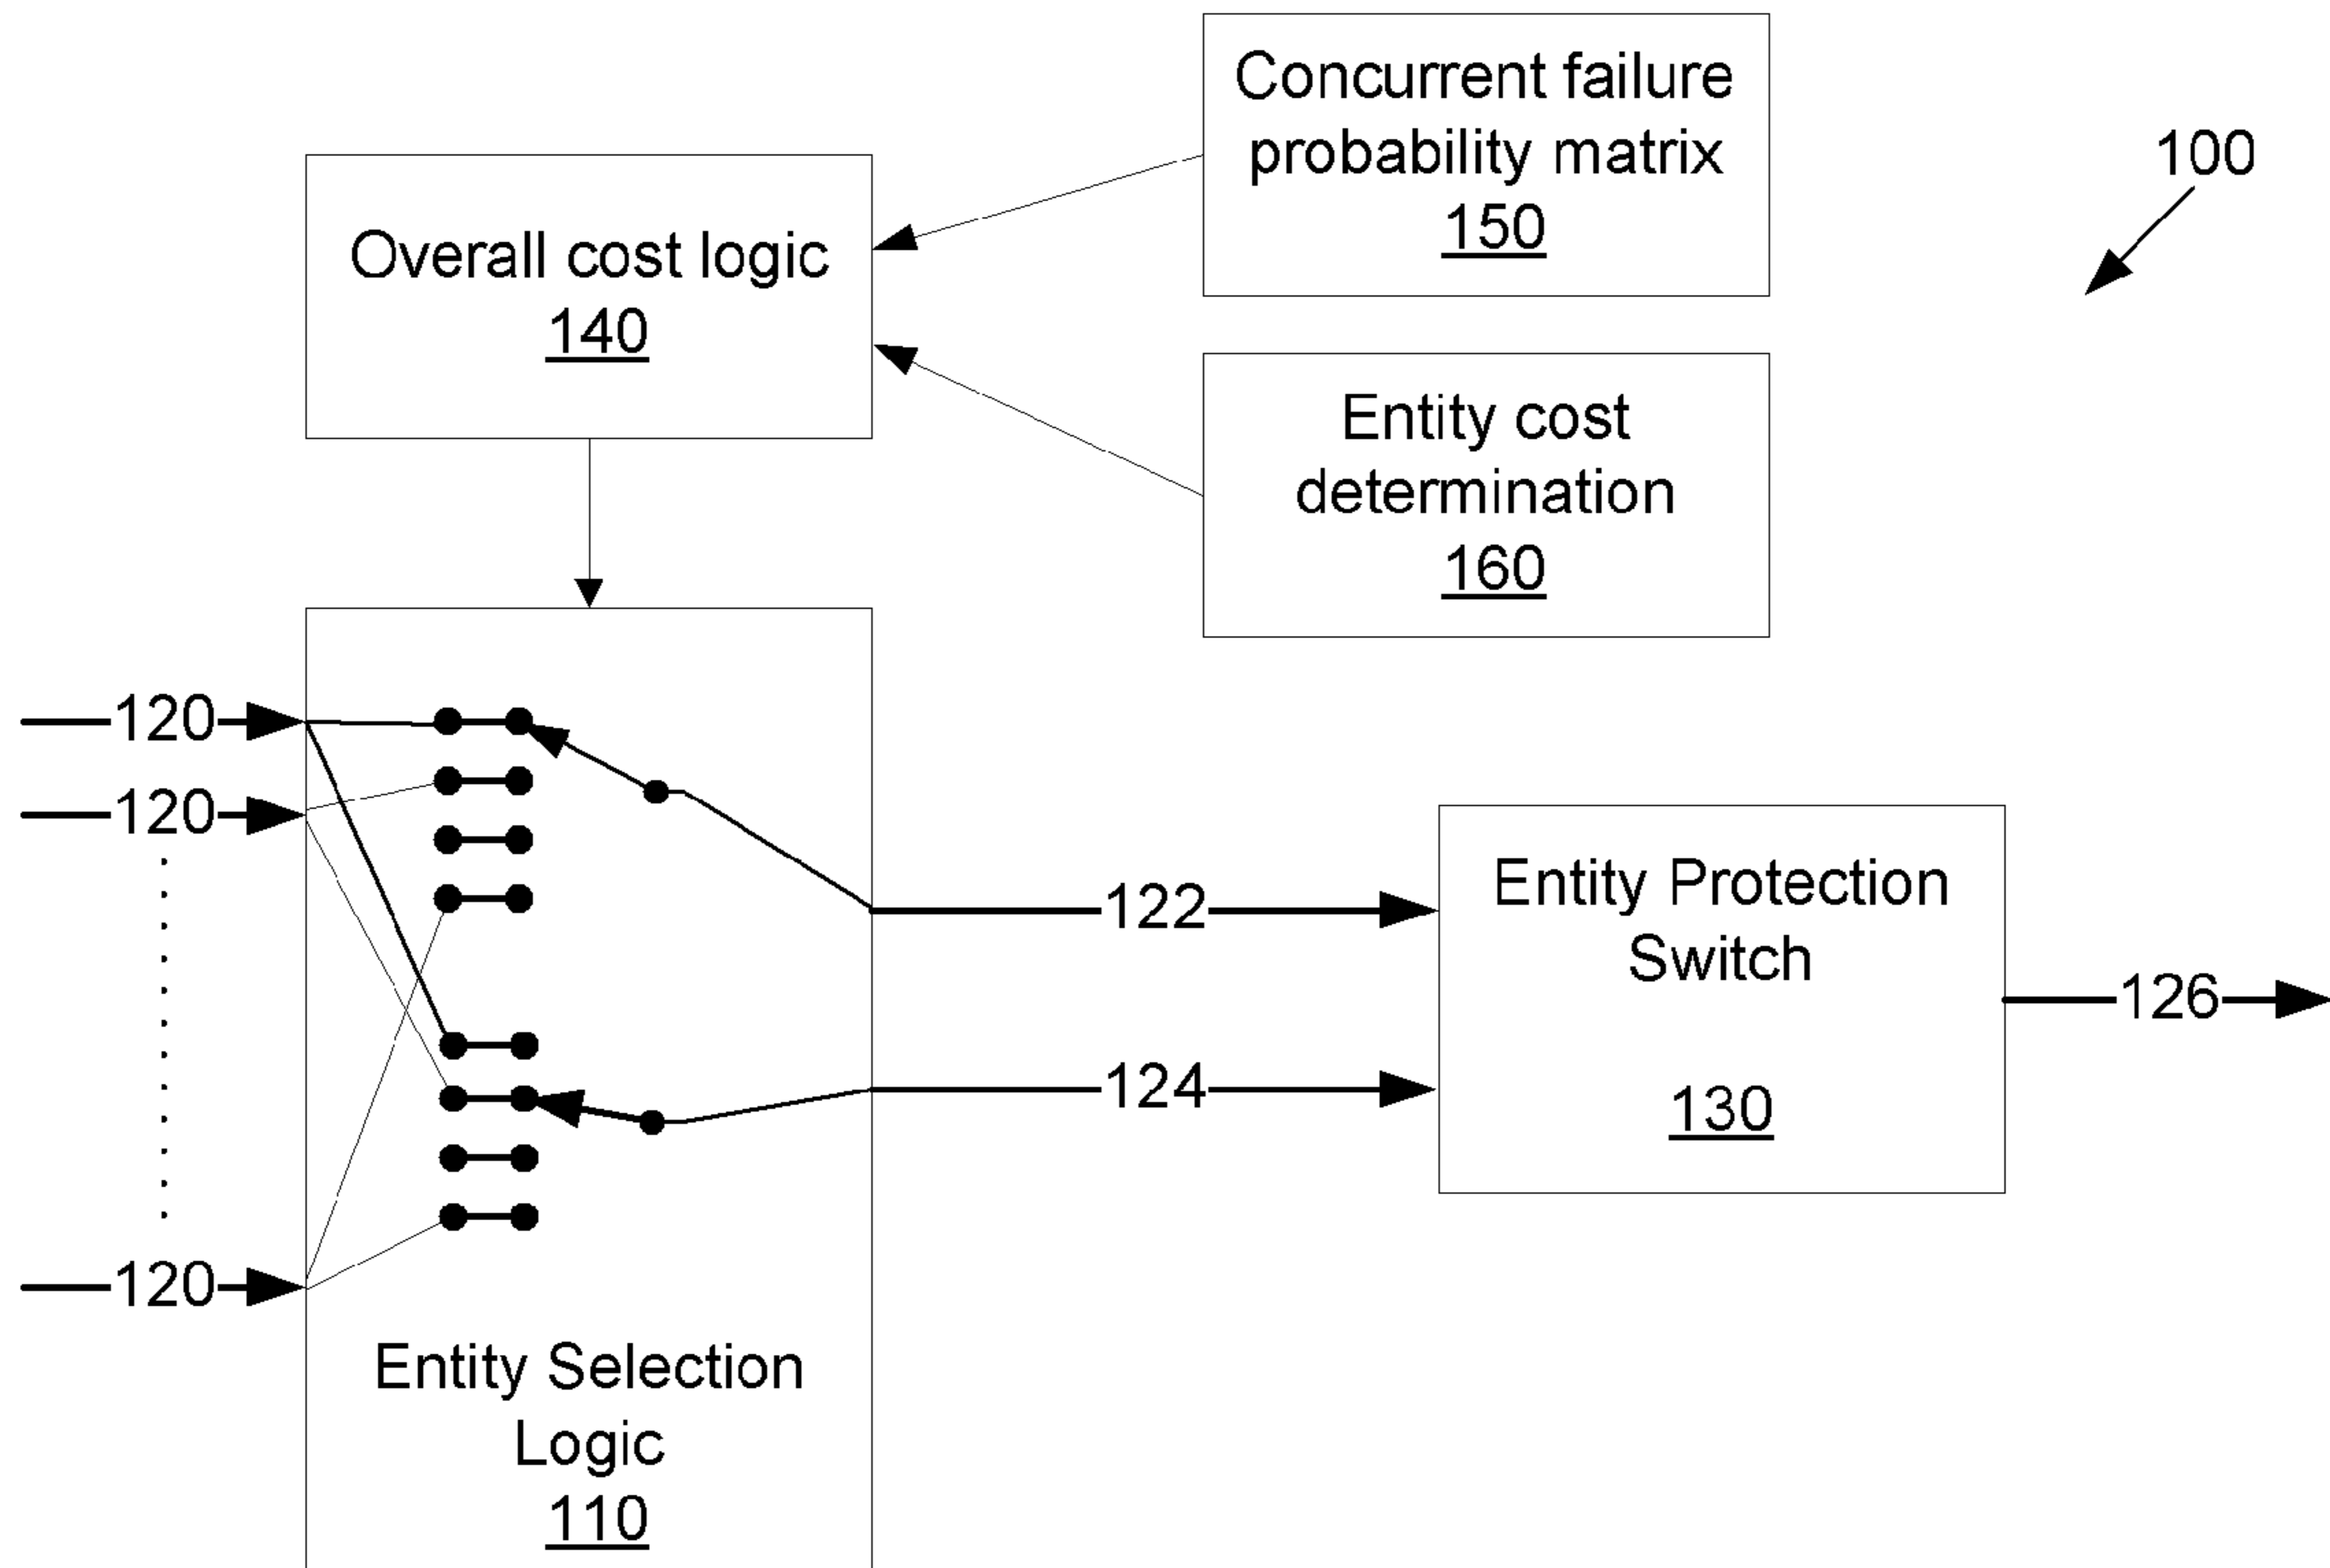 Concurrent failure
probability matrix
150
100
Overall cost logic
140
Entity cost
determination
160
120
120
120
122
124
Entity Protection
Switch
130
126
Entity Selection
Logic
110